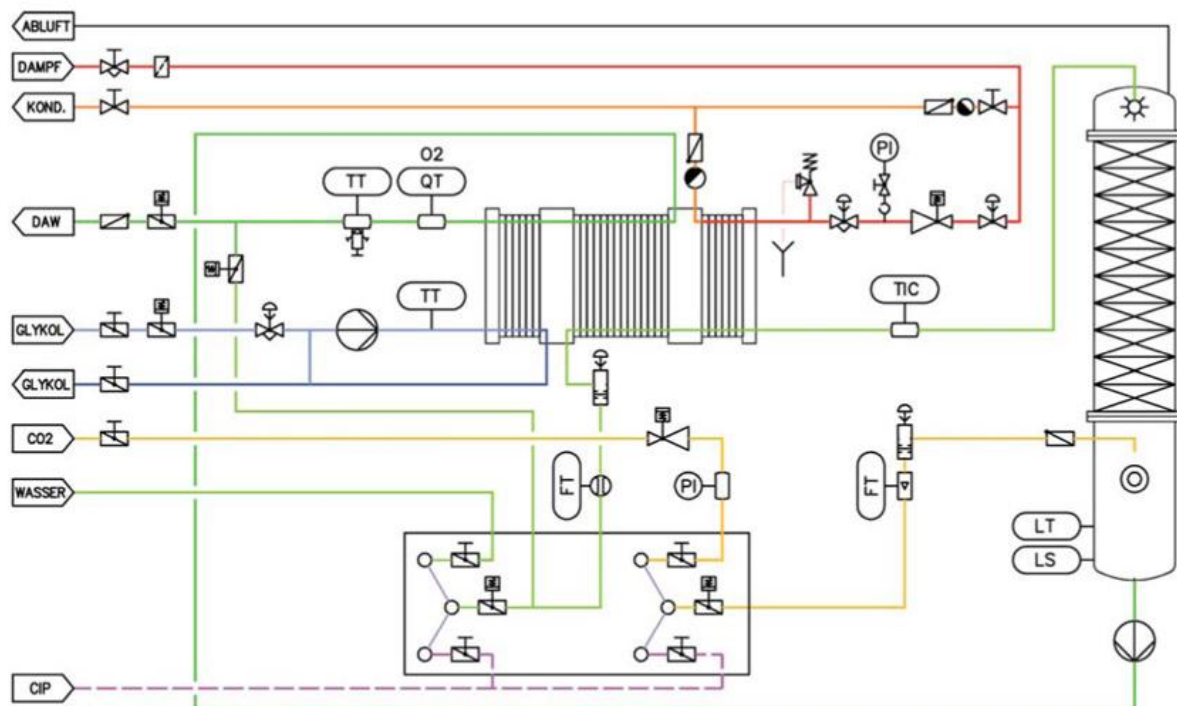 ABLUFT
DAMPF
KOND.
O2
TT
QT
PI
DAW
TT
TIC
GLYKOL
GLYKOL
CO2
FT
PI
FT
WASSER
LT
LS
CIP